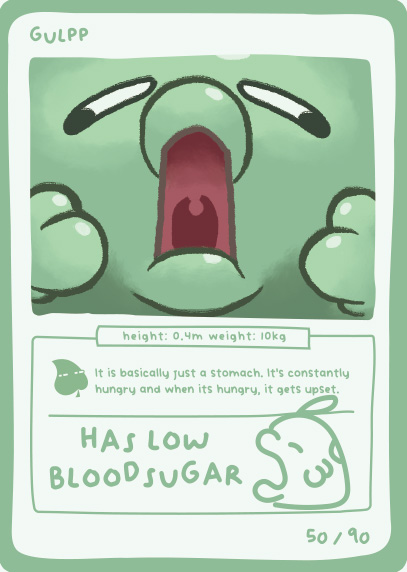 GULPP
height: 0.4m weight: 10kg
It is basically just a stomach. It's constantly
hungry and when its hungry, it gets upset.
HAS LOW
BLOODSUGAR
50/90